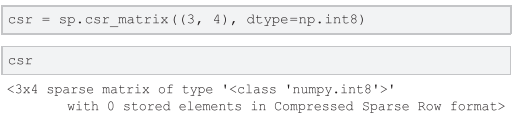 csr = sp.csr_matrix((3, 4), dtype=np.int8)
csr
<3x4 sparse matrix of type '<class 'numpy.int8'>'
        with 0 stored elements in Compressed Sparse Row format>